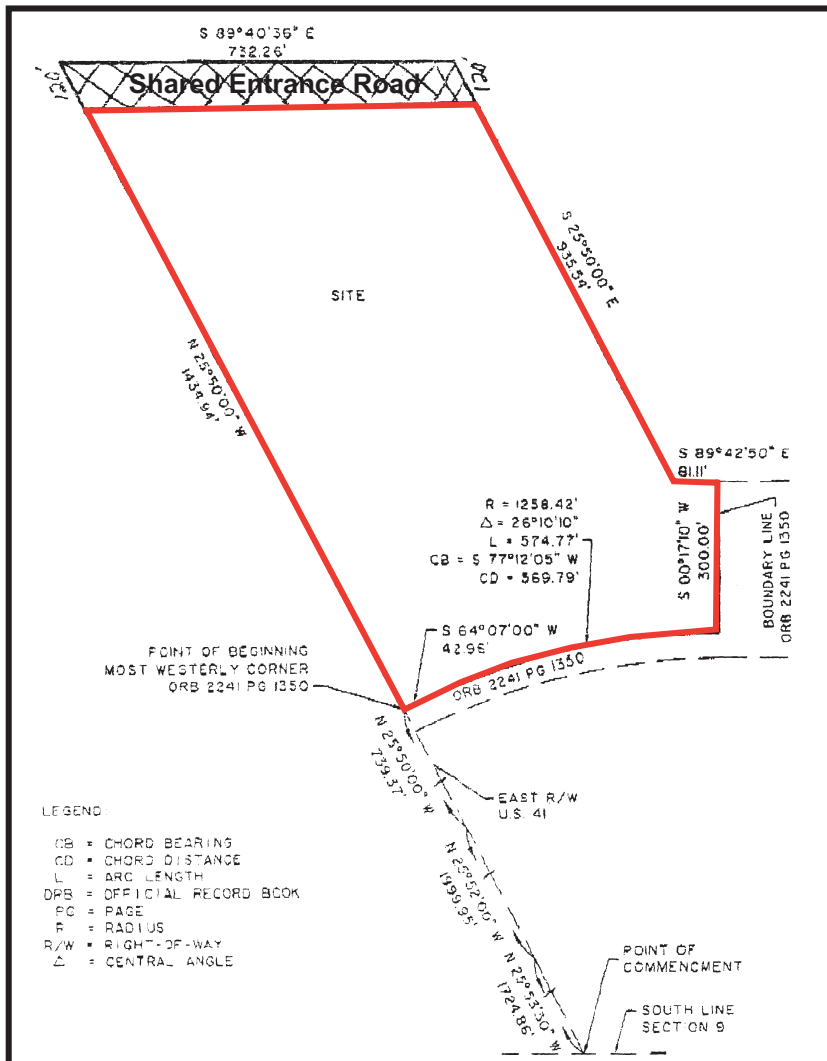 S 89°40'36" E
732.26'
120'
Shared Entrance Road
120'
S 25°50'00" E
935.54'
SITE
N 25°50'00" W
1434.94'
S 89°42'50" E
81.11'
R = 1258.42'
Δ = 26°10'10"
L = 574.77'
CB = S 77°12'05" W
CD = 569.79'
S 00°17'10" W
300.00'
BOUNDARY LINE
ORB 2241 PG 1350
S 64°07'00" W
42.96'
POINT OF BEGINNING
MOST WESTERLY CORNER
ORB 2241 PG 1350
ORB 2241 PG 1350
N 25°50'00" W
739.37'
EAST R/W
U.S. 41
LEGEND:
CB = CHORD BEARING
CD = CHORD DISTANCE
L = ARC LENGTH
ORB = OFFICIAL RECORD BOOK
PG = PAGE
R = RADIUS
R/W = RIGHT-OF-WAY
Δ = CENTRAL ANGLE
N 25°52'00" W
1999.95'
N 25°53'30" W
1724.86'
POINT OF
COMMENCMENT
SOUTH LINE
SECTION 9